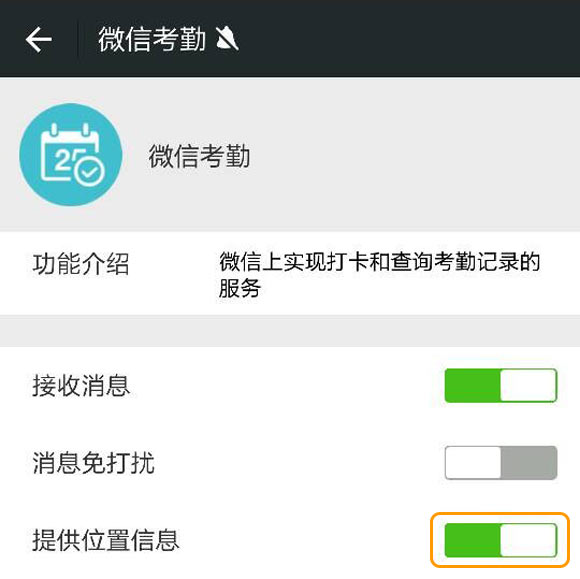 微信考勤
25
微信考勤
功能介绍
微信上实现打卡和查询考勤记录的
服务
接收消息
消息免打扰
提供位置信息